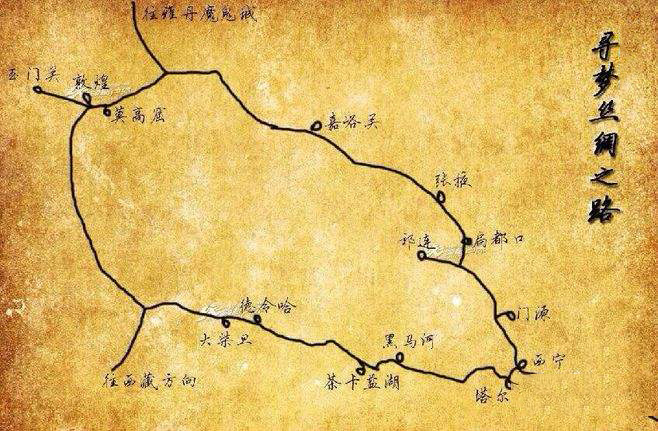 往雅丹魔鬼城
寻梦丝绸之路
玉门关
敦煌
莫高窟
嘉峪关
张掖
祁连
扁都口
门源
德令哈
大柴旦
黑马河
西宁
往西藏方向
茶卡盐湖
塔尔